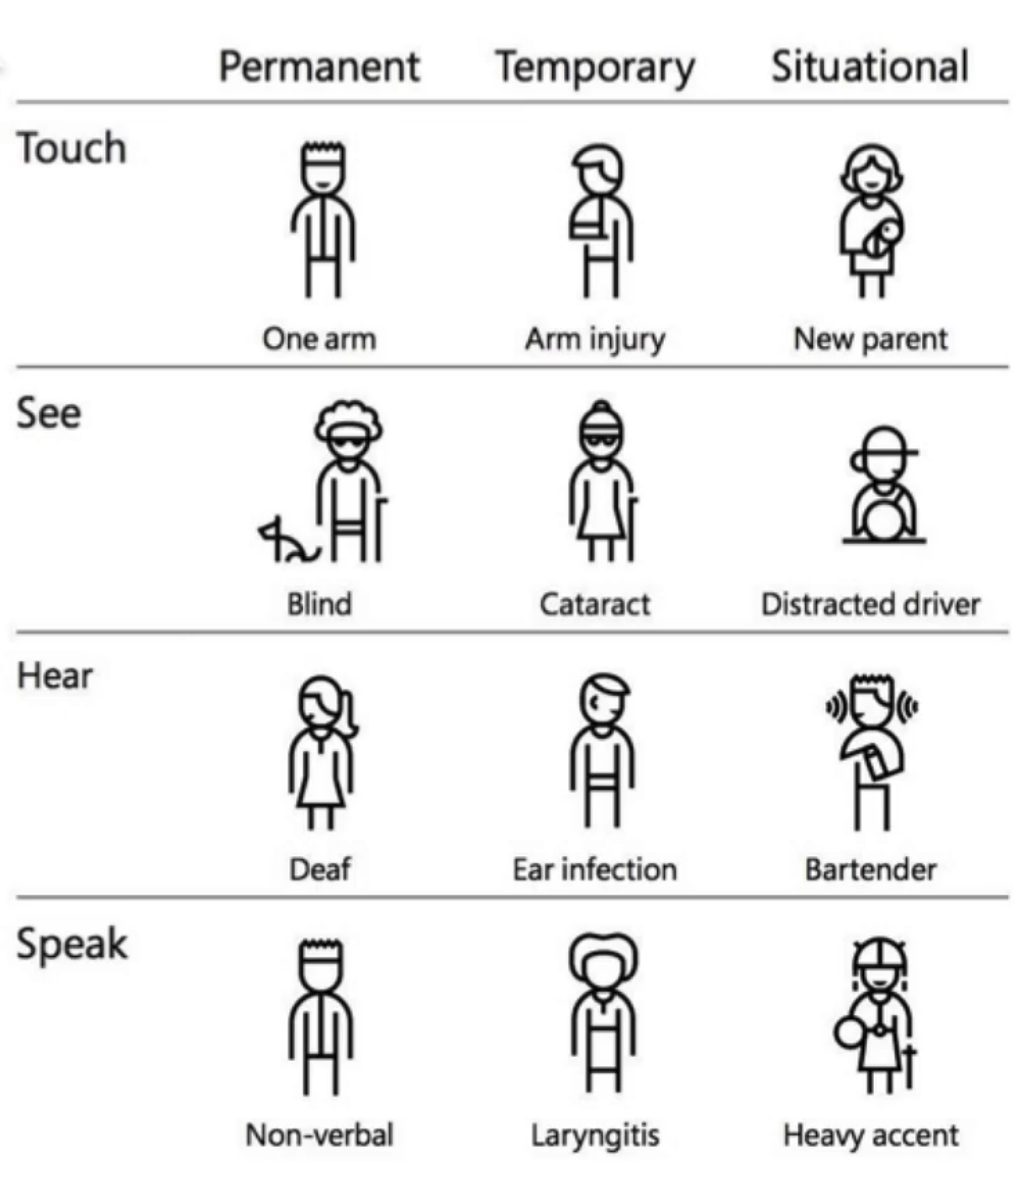 Permanent Temporary Situational
Touch
One arm Arm injury New parent
See
Blind Cataract Distracted driver
Hear
Deaf Ear infection Bartender
Speak
Non-verbal Laryngitis Heavy accent